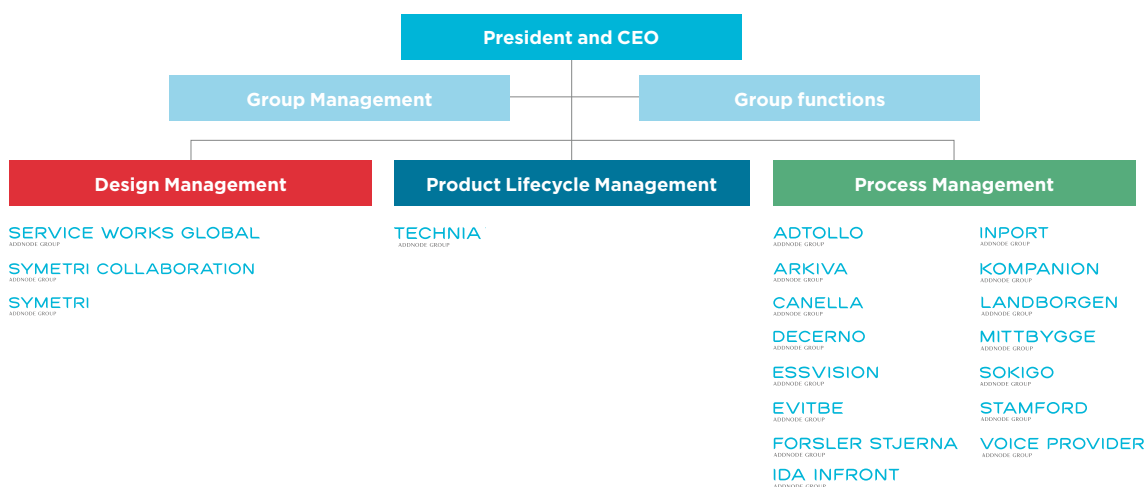 President and CEO
Group Management
Group functions
Design Management
Product Lifecycle Management
Process Management
SERVICE WORKS GLOBAL
ADDNODE GROUP
SYMETRI COLLABORATION
ADDNODE GROUP
SYMETRI
ADDNODE GROUP
TECHNIA
ADDNODE GROUP
ADTOLLO
ADDNODE GROUP
ARKIVA
ADDNODE GROUP
CANELLA
ADDNODE GROUP
DECERNO
ADDNODE GROUP
ESSVISION
ADDNODE GROUP
EVITBE
ADDNODE GROUP
FORSLER STJERNA
ADDNODE GROUP
IDA INFRONT
ADDNODE GROUP
INPORT
ADDNODE GROUP
KOMPANION
ADDNODE GROUP
LANDBORGEN
ADDNODE GROUP
MITTBYGGE
ADDNODE GROUP
SOKIGO
ADDNODE GROUP
STAMFORD
ADDNODE GROUP
VOICE PROVIDER
ADDNODE GROUP